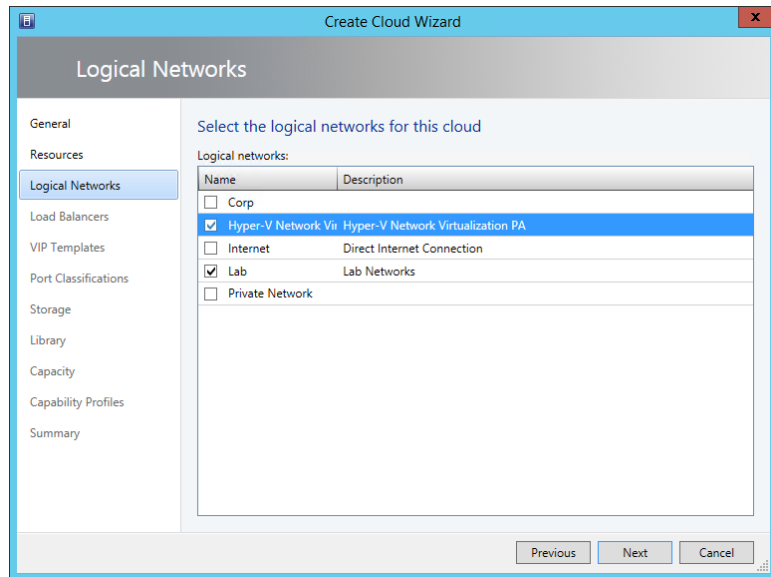 Create Cloud Wizard
x
Logical Networks
General
Resources
Logical Networks
Load Balancers
VIP Templates
Port Classifications
Storage
Library
Capacity
Capability Profiles
Summary
Select the logical networks for this cloud
Logical networks:
Name Description
Corp
Hyper-V Network Vir Hyper-V Network Virtualization PA
Internet Direct Internet Connection
Lab Lab Networks
Private Network
Previous Next Cancel